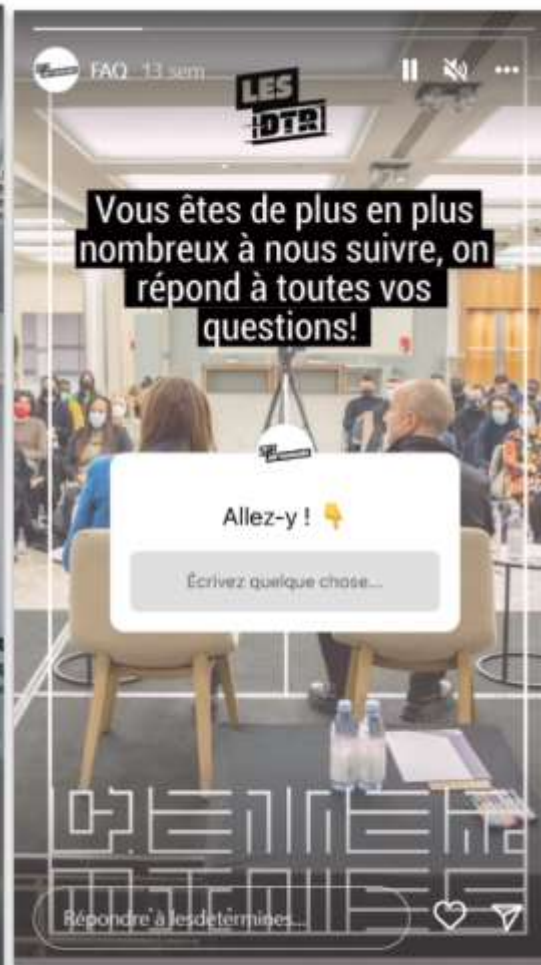 FAQ 13 sem
LES
DTR
Vous êtes de plus en plus
nombreux à nous suivre, on
répond à toutes vos
questions!
Allez-y ! 👇
Écrivez quelque chose...
Répondre à lesdetermines...